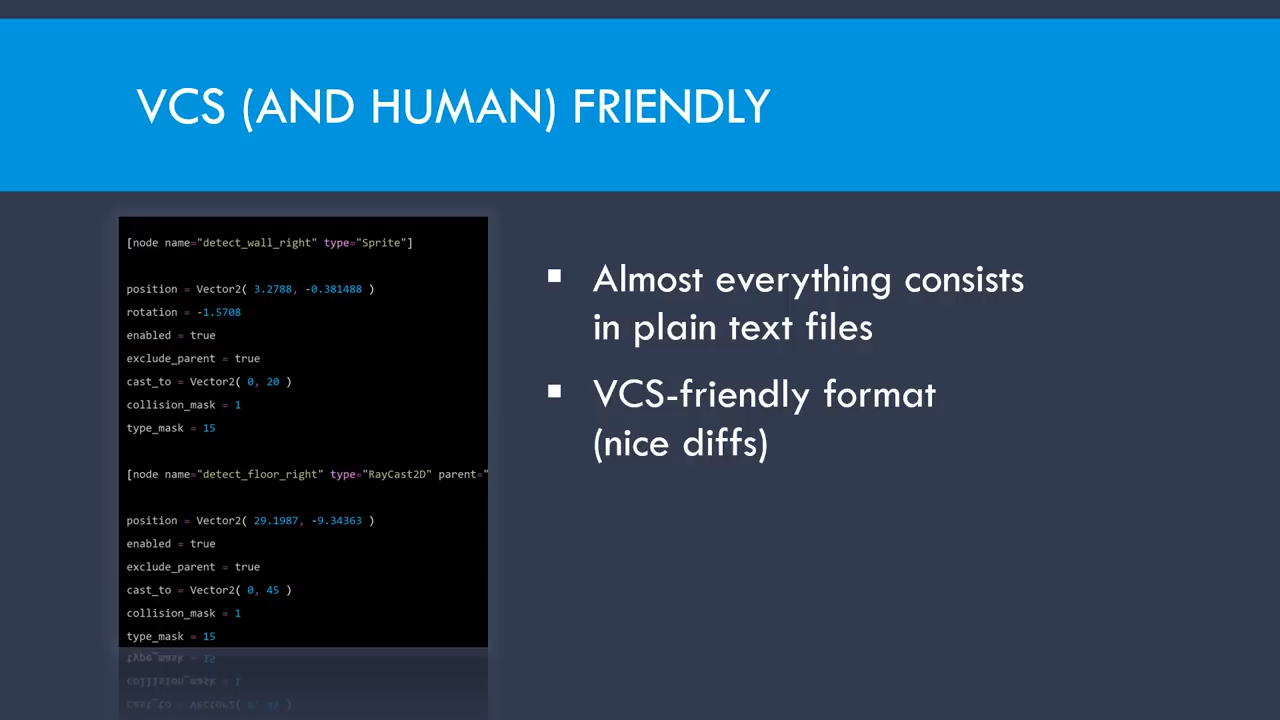 VCS (AND HUMAN) FRIENDLY
[node name="detect_wall_right" type="Sprite"]
position = Vector2( 3.2788, -0.381488 )
rotation = -1.5708
enabled = true
exclude_parent = true
cast_to = Vector2( 0, 20 )
collision_mask = 1
type_mask = 15
[node name="detect_floor_right" type="RayCast2D" parent="
position = Vector2( 29.1987, -9.34363 )
enabled = true
exclude_parent = true
cast_to = Vector2( 0, 45 )
collision_mask = 1
type_mask = 15
Almost everything consists
in plain text files
VCS-friendly format
(nice diffs)